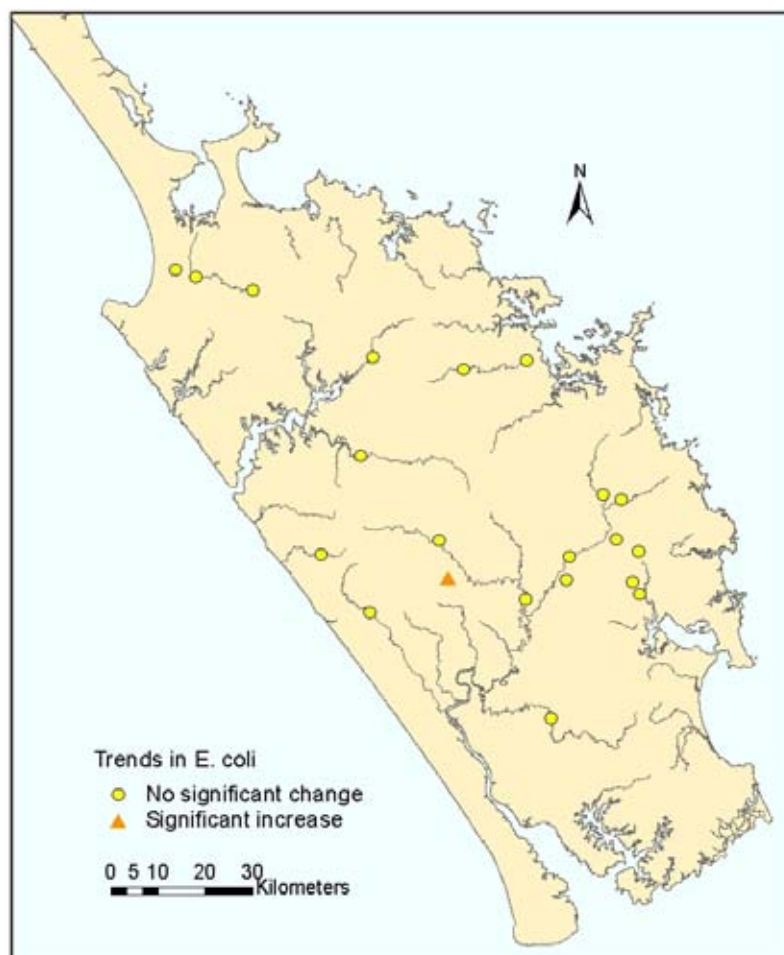 N
Trends in E. coli
No significant change
Significant increase
0 5 10 20 30
Kilometers